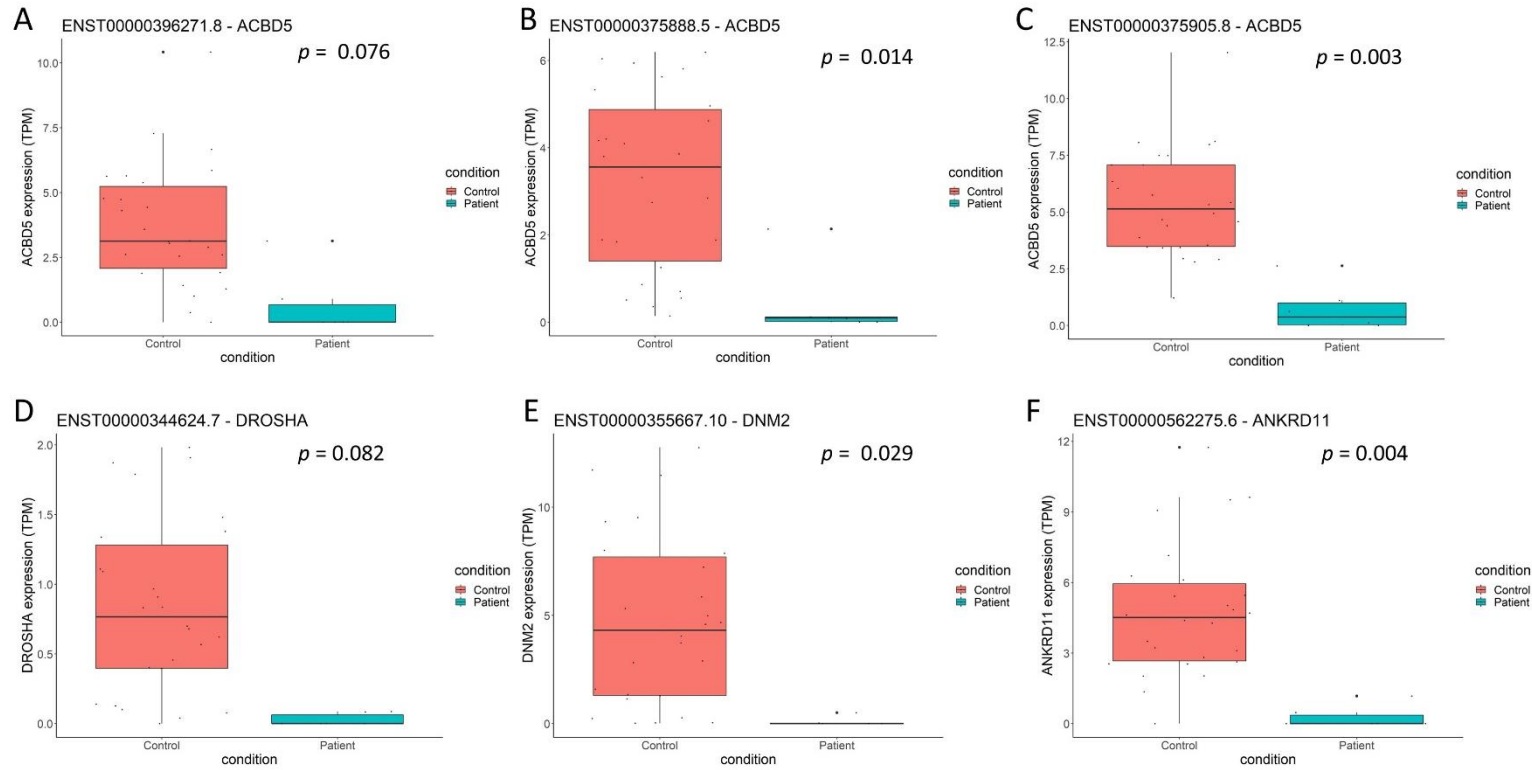 A
ENST00000396271.8 - ACBD5
p = 0.076
ACBD5 expression (TPM)
10.0
7.5
5.0
2.5
0.0
Control
Patient
condition
condition
Control
Patient
B
ENST00000375888.5 - ACBD5
p = 0.014
ACBD5 expression (TPM)
6
4
2
0
Control
Patient
condition
condition
Control
Patient
C
ENST00000375905.8 - ACBD5
p = 0.003
ACBD5 expression (TPM)
12.5
10.0
7.5
5.0
2.5
0.0
Control
Patient
condition
condition
Control
Patient
D
ENST00000344624.7 - DROSHA
p = 0.082
DROSHA expression (TPM)
2.0
1.5
1.0
0.5
0.0
Control
Patient
condition
condition
Control
Patient
E
ENST00000355667.10 - DNM2
p = 0.029
DNM2 expression (TPM)
10
5
0
Control
Patient
condition
condition
Control
Patient
F
ENST00000562275.6 - ANKRD11
p = 0.004
ANKRD11 expression (TPM)
12
9
6
3
0
Control
Patient
condition
condition
Control
Patient